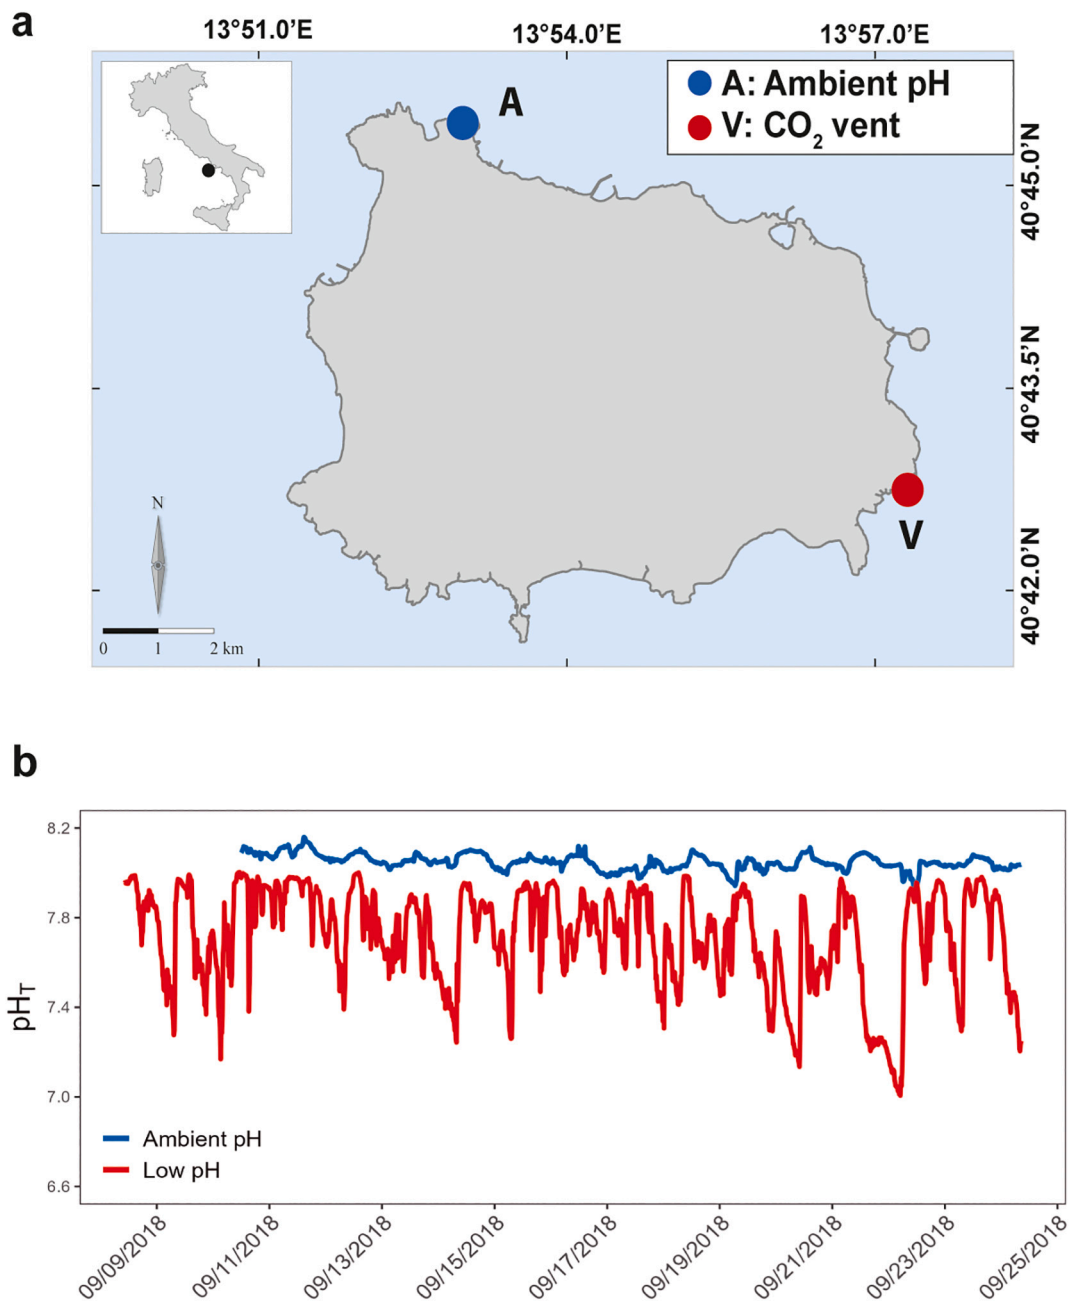 a
13°51.0’E 13°54.0’E 13°57.0’E
A: Ambient pH
V: CO₂ vent
A
40°45.0’N
40°43.5’N
V
40°42.0’N
N
0 1 2 km
b
8.2
7.8
7.4
7.0
6.6
pHT
Ambient pH
Low pH
09/09/2018 09/11/2018 09/13/2018 09/15/2018 09/17/2018 09/19/2018 09/21/2018 09/23/2018 09/25/2018